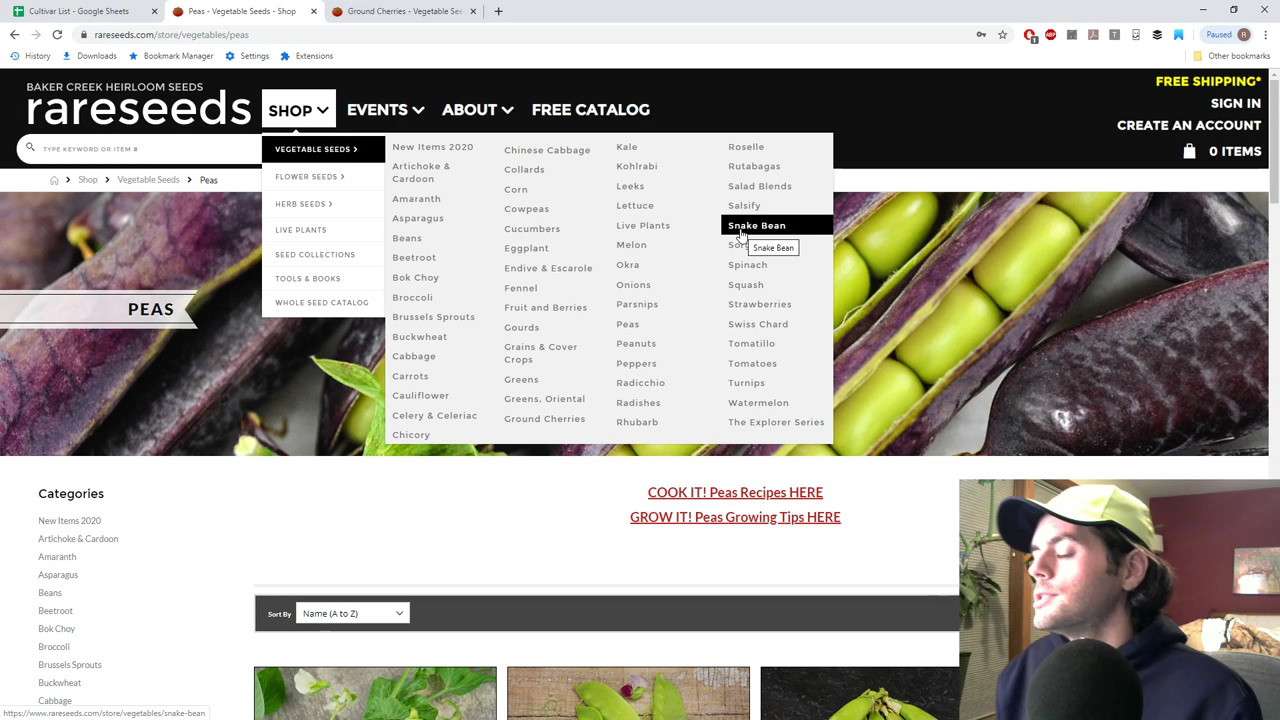 Cultivar List - Google Sheets
Peas - Vegetable Seeds - Shop
Ground Cherries - Vegetable See
rareseeds.com/store/vegetables/peas
Paused
R
History
Downloads
Bookmark Manager
Settings
Extensions
Other bookmarks
BAKER CREEK HEIRLOOM SEEDS
rareseeds
SHOP
EVENTS
ABOUT
FREE CATALOG
FREE SHIPPING*
SIGN IN
CREATE AN ACCOUNT
0 ITEMS
TYPE KEYWORD OR ITEM #
Shop
Vegetable Seeds
Peas
VEGETABLE SEEDS
FLOWER SEEDS
HERB SEEDS
LIVE PLANTS
SEED COLLECTIONS
TOOLS & BOOKS
WHOLE SEED CATALOG
New Items 2020
Artichoke &
Cardoon
Amaranth
Asparagus
Beans
Beetroot
Bok Choy
Broccoli
Brussels Sprouts
Buckwheat
Cabbage
Carrots
Cauliflower
Celery & Celeriac
Chicory
Chinese Cabbage
Collards
Corn
Cowpeas
Cucumbers
Eggplant
Endive & Escarole
Fennel
Fruit and Berries
Gourds
Grains & Cover
Crops
Greens
Greens, Oriental
Ground Cherries
Kale
Kohlrabi
Leeks
Lettuce
Live Plants
Melon
Okra
Onions
Parsnips
Peas
Peanuts
Peppers
Radicchio
Radishes
Rhubarb
Roselle
Rutabagas
Salad Blends
Salsify
Snake Bean
Snake Bean
Spinach
Squash
Strawberries
Swiss Chard
Tomatillo
Tomatoes
Turnips
Watermelon
The Explorer Series
PEAS
Categories
New Items 2020
Artichoke & Cardoon
Amaranth
Asparagus
Beans
Beetroot
Bok Choy
Broccoli
Brussels Sprouts
Buckwheat
Cabbage
COOK IT! Peas Recipes HERE
GROW IT! Peas Growing Tips HERE
Sort By
Name (A to Z)
https://www.rareseeds.com/store/vegetables/snake-bean